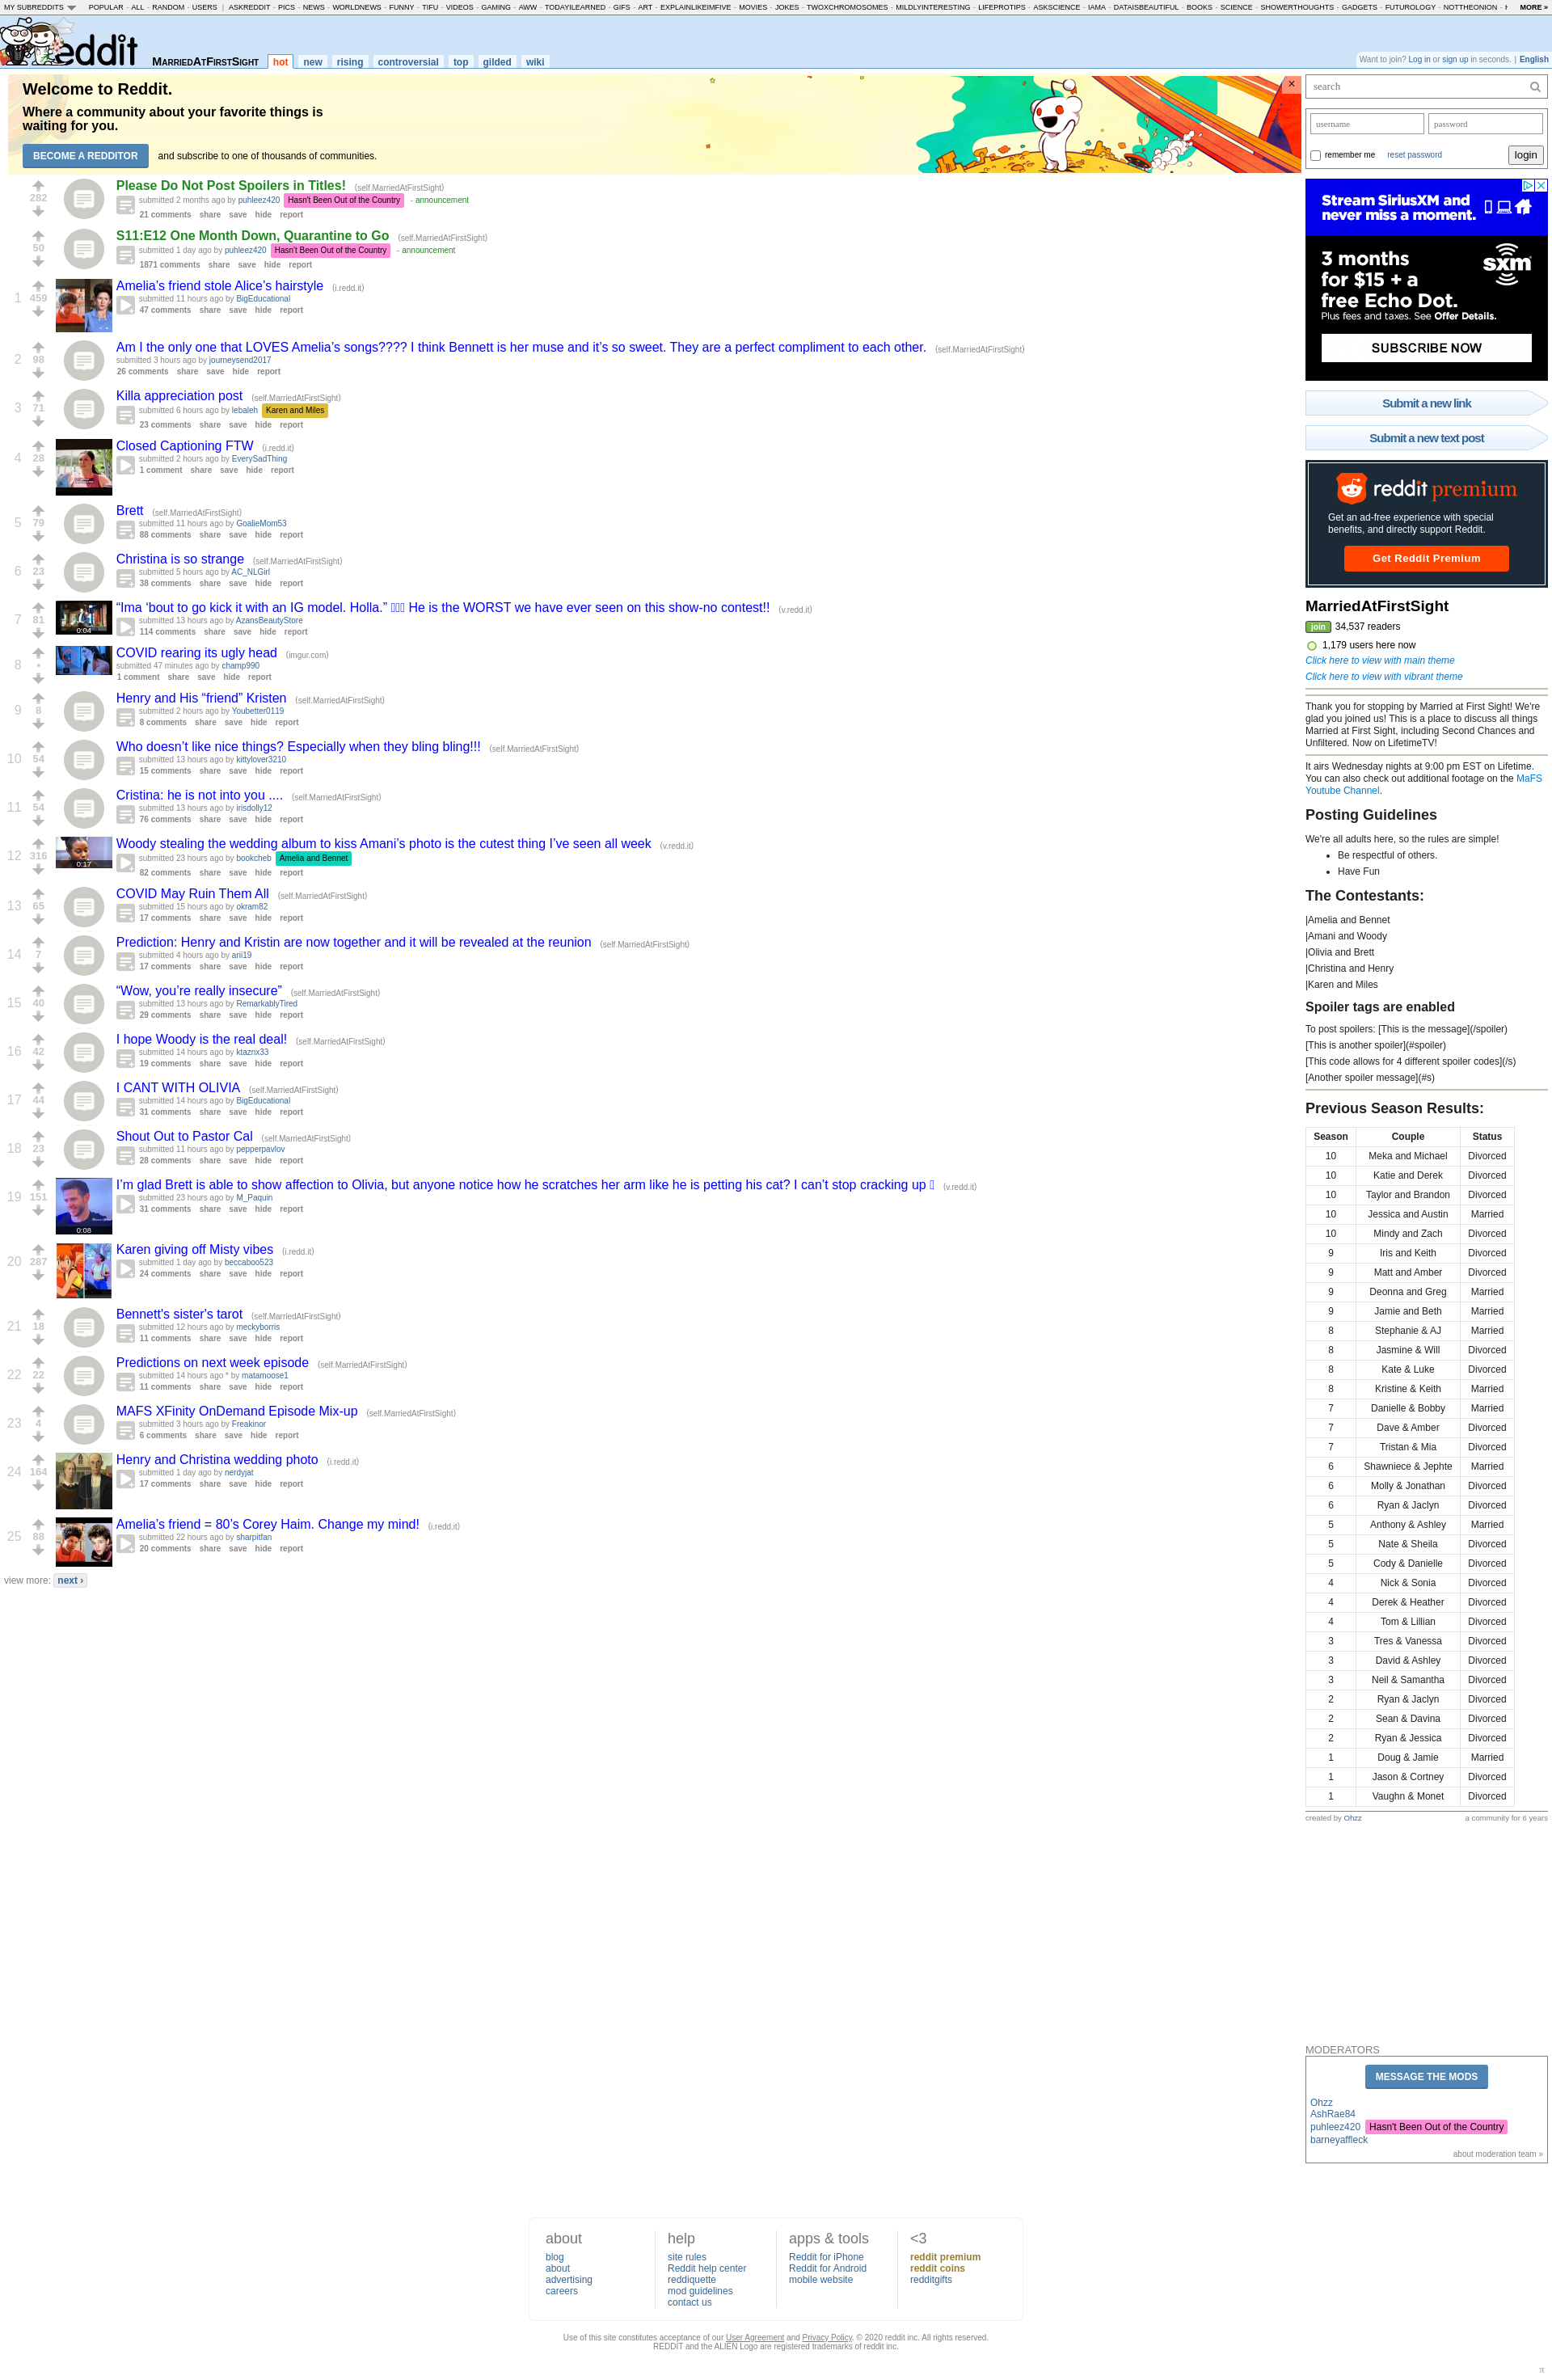 MY SUBREDDITS POPULAR - ALL - RANDOM - USERS | ASKREDDIT - PICS - NEWS - WORLDNEWS - FUNNY - TIFU - VIDEOS - GAMING - AWW - TODAYILEARNED - GIFS - ART - EXPLAINLIKEIMFIVE - MOVIES - JOKES - TWOXCHROMOSOMES - MILDLYINTERESTING - LIFEPROTIPS - ASKSCIENCE - IAMA - DATAISBEAUTIFUL - BOOKS - SCIENCE - SHOWERTHOUGHTS - GADGETS - FUTUROLOGY - NOTTHEONION - MORE »
eddit MarriedAtFirstSight hot new rising controversial top gilded wiki
Want to join? Log in or sign up in seconds. | English
Welcome to Reddit.
Where a community about your favorite things is
waiting for you.
BECOME A REDDITOR and subscribe to one of thousands of communities.
×
282
Please Do Not Post Spoilers in Titles! (self.MarriedAtFirstSight)
submitted 2 months ago by puhleez420 Hasn't Been Out of the Country - announcement
21 comments share save hide report
50
S11:E12 One Month Down, Quarantine to Go (self.MarriedAtFirstSight)
submitted 1 day ago by puhleez420 Hasn't Been Out of the Country - announcement
1871 comments share save hide report
1 459
Amelia’s friend stole Alice’s hairstyle (i.redd.it)
submitted 11 hours ago by BigEducational
47 comments share save hide report
2 98
Am I the only one that LOVES Amelia’s songs???? I think Bennett is her muse and it’s so sweet. They are a perfect compliment to each other. (self.MarriedAtFirstSight)
submitted 3 hours ago by journeysend2017
26 comments share save hide report
3 71
Killa appreciation post (self.MarriedAtFirstSight)
submitted 6 hours ago by lebaleh Karen and Miles
23 comments share save hide report
4 28
Closed Captioning FTW (i.redd.it)
submitted 2 hours ago by EverySadThing
1 comment share save hide report
5 79
Brett (self.MarriedAtFirstSight)
submitted 11 hours ago by GoalieMom53
88 comments share save hide report
6 23
Christina is so strange (self.MarriedAtFirstSight)
submitted 5 hours ago by AC_NLGirl
38 comments share save hide report
7 81
0:04
“Ima ‘bout to go kick it with an IG model. Holla.” He is the WORST we have ever seen on this show-no contest!! (v.redd.it)
submitted 13 hours ago by AzansBeautyStore
114 comments share save hide report
8 •
COVID rearing its ugly head (imgur.com)
submitted 47 minutes ago by champ990
1 comment share save hide report
9 8
Henry and His “friend” Kristen (self.MarriedAtFirstSight)
submitted 2 hours ago by Youbetter0119
8 comments share save hide report
10 54
Who doesn’t like nice things? Especially when they bling bling!!! (self.MarriedAtFirstSight)
submitted 13 hours ago by kittylover3210
15 comments share save hide report
11 54
Cristina: he is not into you .... (self.MarriedAtFirstSight)
submitted 13 hours ago by irisdolly12
76 comments share save hide report
12 316
0:17
Woody stealing the wedding album to kiss Amani’s photo is the cutest thing I’ve seen all week (v.redd.it)
submitted 23 hours ago by bookcheb Amelia and Bennet
82 comments share save hide report
13 65
COVID May Ruin Them All (self.MarriedAtFirstSight)
submitted 15 hours ago by okram82
17 comments share save hide report
14 7
Prediction: Henry and Kristin are now together and it will be revealed at the reunion (self.MarriedAtFirstSight)
submitted 4 hours ago by arii19
17 comments share save hide report
15 40
“Wow, you’re really insecure” (self.MarriedAtFirstSight)
submitted 13 hours ago by RemarkablyTired
29 comments share save hide report
16 42
I hope Woody is the real deal! (self.MarriedAtFirstSight)
submitted 14 hours ago by ktaznx33
19 comments share save hide report
17 44
I CANT WITH OLIVIA (self.MarriedAtFirstSight)
submitted 14 hours ago by BigEducational
31 comments share save hide report
18 23
Shout Out to Pastor Cal (self.MarriedAtFirstSight)
submitted 11 hours ago by pepperpavlov
28 comments share save hide report
19 151
0:08
I’m glad Brett is able to show affection to Olivia, but anyone notice how he scratches her arm like he is petting his cat? I can’t stop cracking up (v.redd.it)
submitted 23 hours ago by M_Paquin
31 comments share save hide report
20 287
Karen giving off Misty vibes (i.redd.it)
submitted 1 day ago by beccaboo523
24 comments share save hide report
21 18
Bennett's sister's tarot (self.MarriedAtFirstSight)
submitted 12 hours ago by meckyborris
11 comments share save hide report
22 22
Predictions on next week episode (self.MarriedAtFirstSight)
submitted 14 hours ago * by matamoose1
11 comments share save hide report
23 4
MAFS XFinity OnDemand Episode Mix-up (self.MarriedAtFirstSight)
submitted 3 hours ago by Freakinor
6 comments share save hide report
24 164
Henry and Christina wedding photo (i.redd.it)
submitted 1 day ago by nerdyjat
17 comments share save hide report
25 88
Amelia’s friend = 80’s Corey Haim. Change my mind! (i.redd.it)
submitted 22 hours ago by sharpitfan
20 comments share save hide report
view more: next ›
search
username password
remember me reset password login
Stream SiriusXM and
never miss a moment.
3 months
for $15 + a
free Echo Dot.
sxm
Plus fees and taxes. See Offer Details.
SUBSCRIBE NOW
Submit a new link
Submit a new text post
reddit premium
Get an ad-free experience with special
benefits, and directly support Reddit.
Get Reddit Premium
MarriedAtFirstSight
join 34,537 readers
1,179 users here now
Click here to view with main theme
Click here to view with vibrant theme
Thank you for stopping by Married at First Sight! We're
glad you joined us! This is a place to discuss all things
Married at First Sight, including Second Chances and
Unfiltered. Now on LifetimeTV!
It airs Wednesday nights at 9:00 pm EST on Lifetime.
You can also check out additional footage on the MaFS
Youtube Channel.
Posting Guidelines
We're all adults here, so the rules are simple!
• Be respectful of others.
• Have Fun
The Contestants:
|Amelia and Bennet
|Amani and Woody
|Olivia and Brett
|Christina and Henry
|Karen and Miles
Spoiler tags are enabled
To post spoilers: [This is the message](/spoiler)
[This is another spoiler](#spoiler)
[This code allows for 4 different spoiler codes](/s)
[Another spoiler message](#s)
Previous Season Results:
Season Couple Status
10 Meka and Michael Divorced
10 Katie and Derek Divorced
10 Taylor and Brandon Divorced
10 Jessica and Austin Married
10 Mindy and Zach Divorced
9 Iris and Keith Divorced
9 Matt and Amber Divorced
9 Deonna and Greg Married
9 Jamie and Beth Married
8 Stephanie & AJ Married
8 Jasmine & Will Divorced
8 Kate & Luke Divorced
8 Kristine & Keith Married
7 Danielle & Bobby Married
7 Dave & Amber Divorced
7 Tristan & Mia Divorced
6 Shawniece & Jephte Married
6 Molly & Jonathan Divorced
6 Ryan & Jaclyn Divorced
5 Anthony & Ashley Married
5 Nate & Sheila Divorced
5 Cody & Danielle Divorced
4 Nick & Sonia Divorced
4 Derek & Heather Divorced
4 Tom & Lillian Divorced
3 Tres & Vanessa Divorced
3 David & Ashley Divorced
3 Neil & Samantha Divorced
2 Ryan & Jaclyn Divorced
2 Sean & Davina Divorced
2 Ryan & Jessica Divorced
1 Doug & Jamie Married
1 Jason & Cortney Divorced
1 Vaughn & Monet Divorced
created by Ohzz a community for 6 years
MODERATORS
MESSAGE THE MODS
Ohzz
AshRae84
puhleez420 Hasn't Been Out of the Country
barneyaffleck
about moderation team »
about
blog
about
advertising
careers
help
site rules
Reddit help center
reddiquette
mod guidelines
contact us
apps & tools
Reddit for iPhone
Reddit for Android
mobile website
<3
reddit premium
reddit coins
redditgifts
Use of this site constitutes acceptance of our User Agreement and Privacy Policy. © 2020 reddit inc. All rights reserved.
REDDIT and the ALIEN Logo are registered trademarks of reddit inc.
π